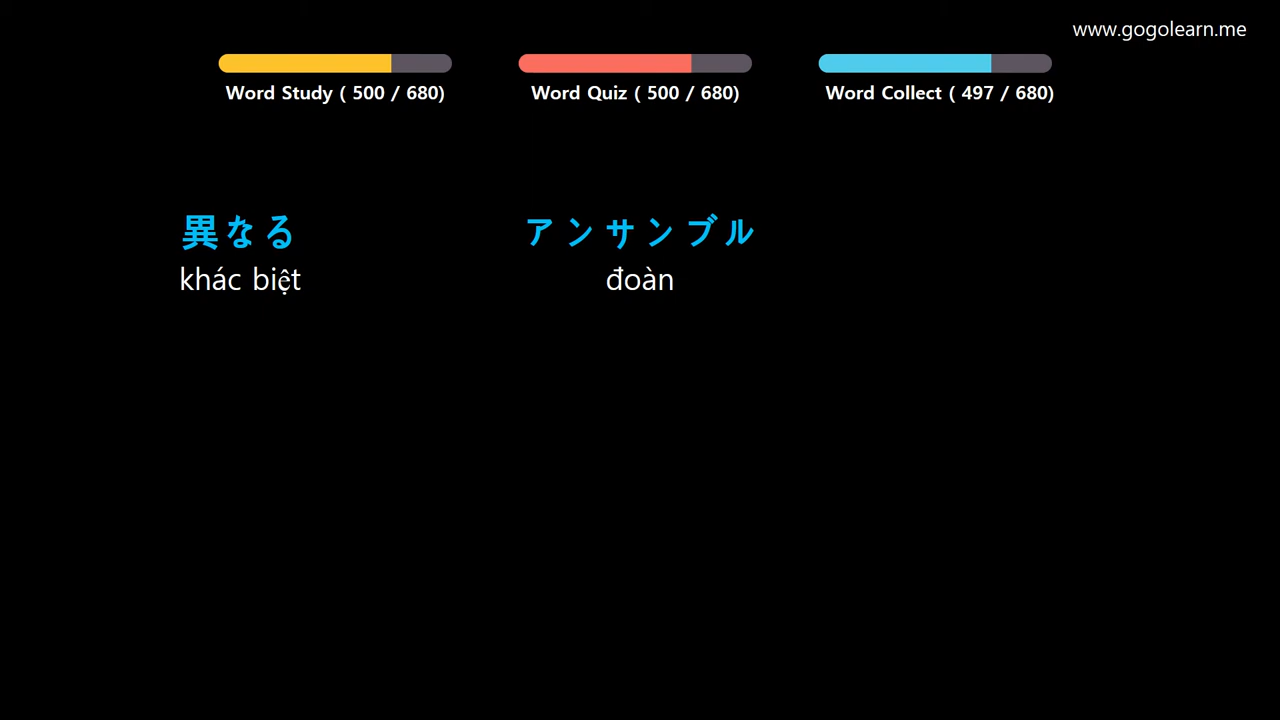 www.gogolearn.me
Word Study ( 500 / 680)
Word Quiz ( 500 / 680)
Word Collect ( 497 / 680)
異なる
khác biệt
アンサンブル
đoàn